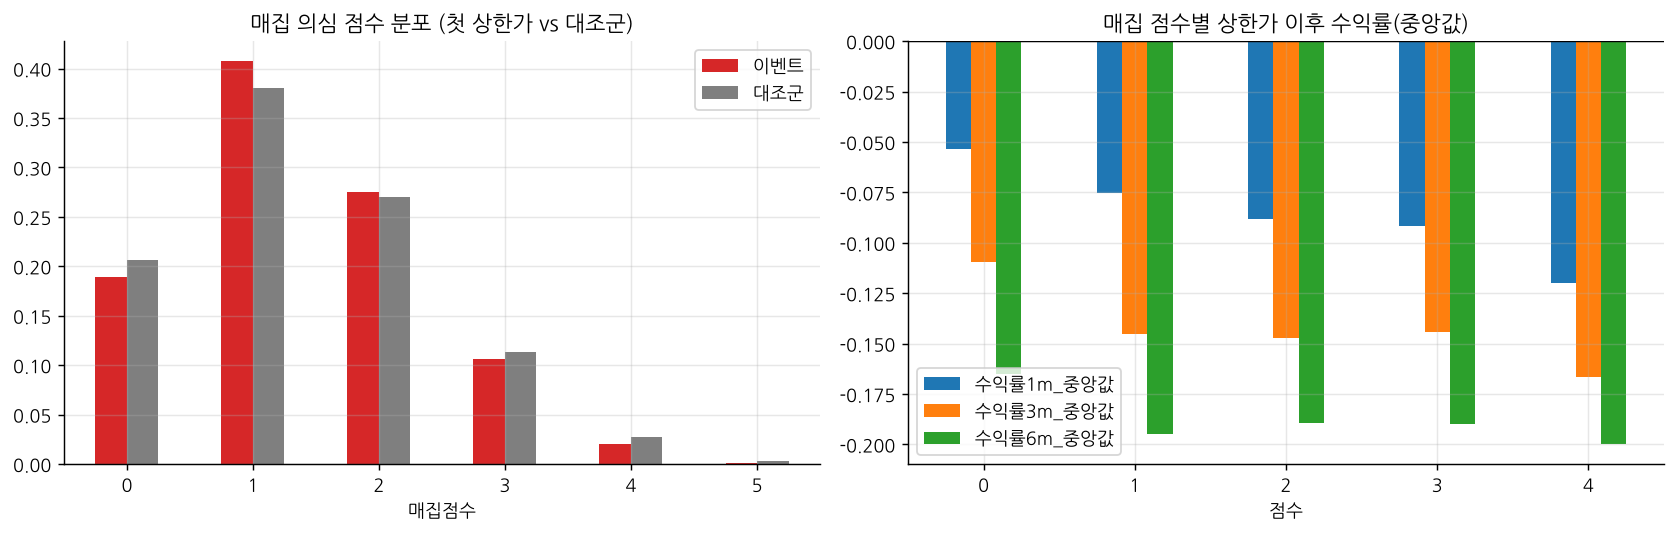 매집 의심 점수 분포 (첫 상한가 vs 대조군)
이벤트
대조군
0.40
0.35
0.30
0.25
0.20
0.15
0.10
0.05
0.00
0 1 2 3 4 5
매집점수
매집 점수별 상한가 이후 수익률(중앙값)
0.000
-0.025
-0.050
-0.075
-0.100
-0.125
-0.150
-0.175
-0.200
수익률1m_중앙값
수익률3m_중앙값
수익률6m_중앙값
0 1 2 3 4
점수